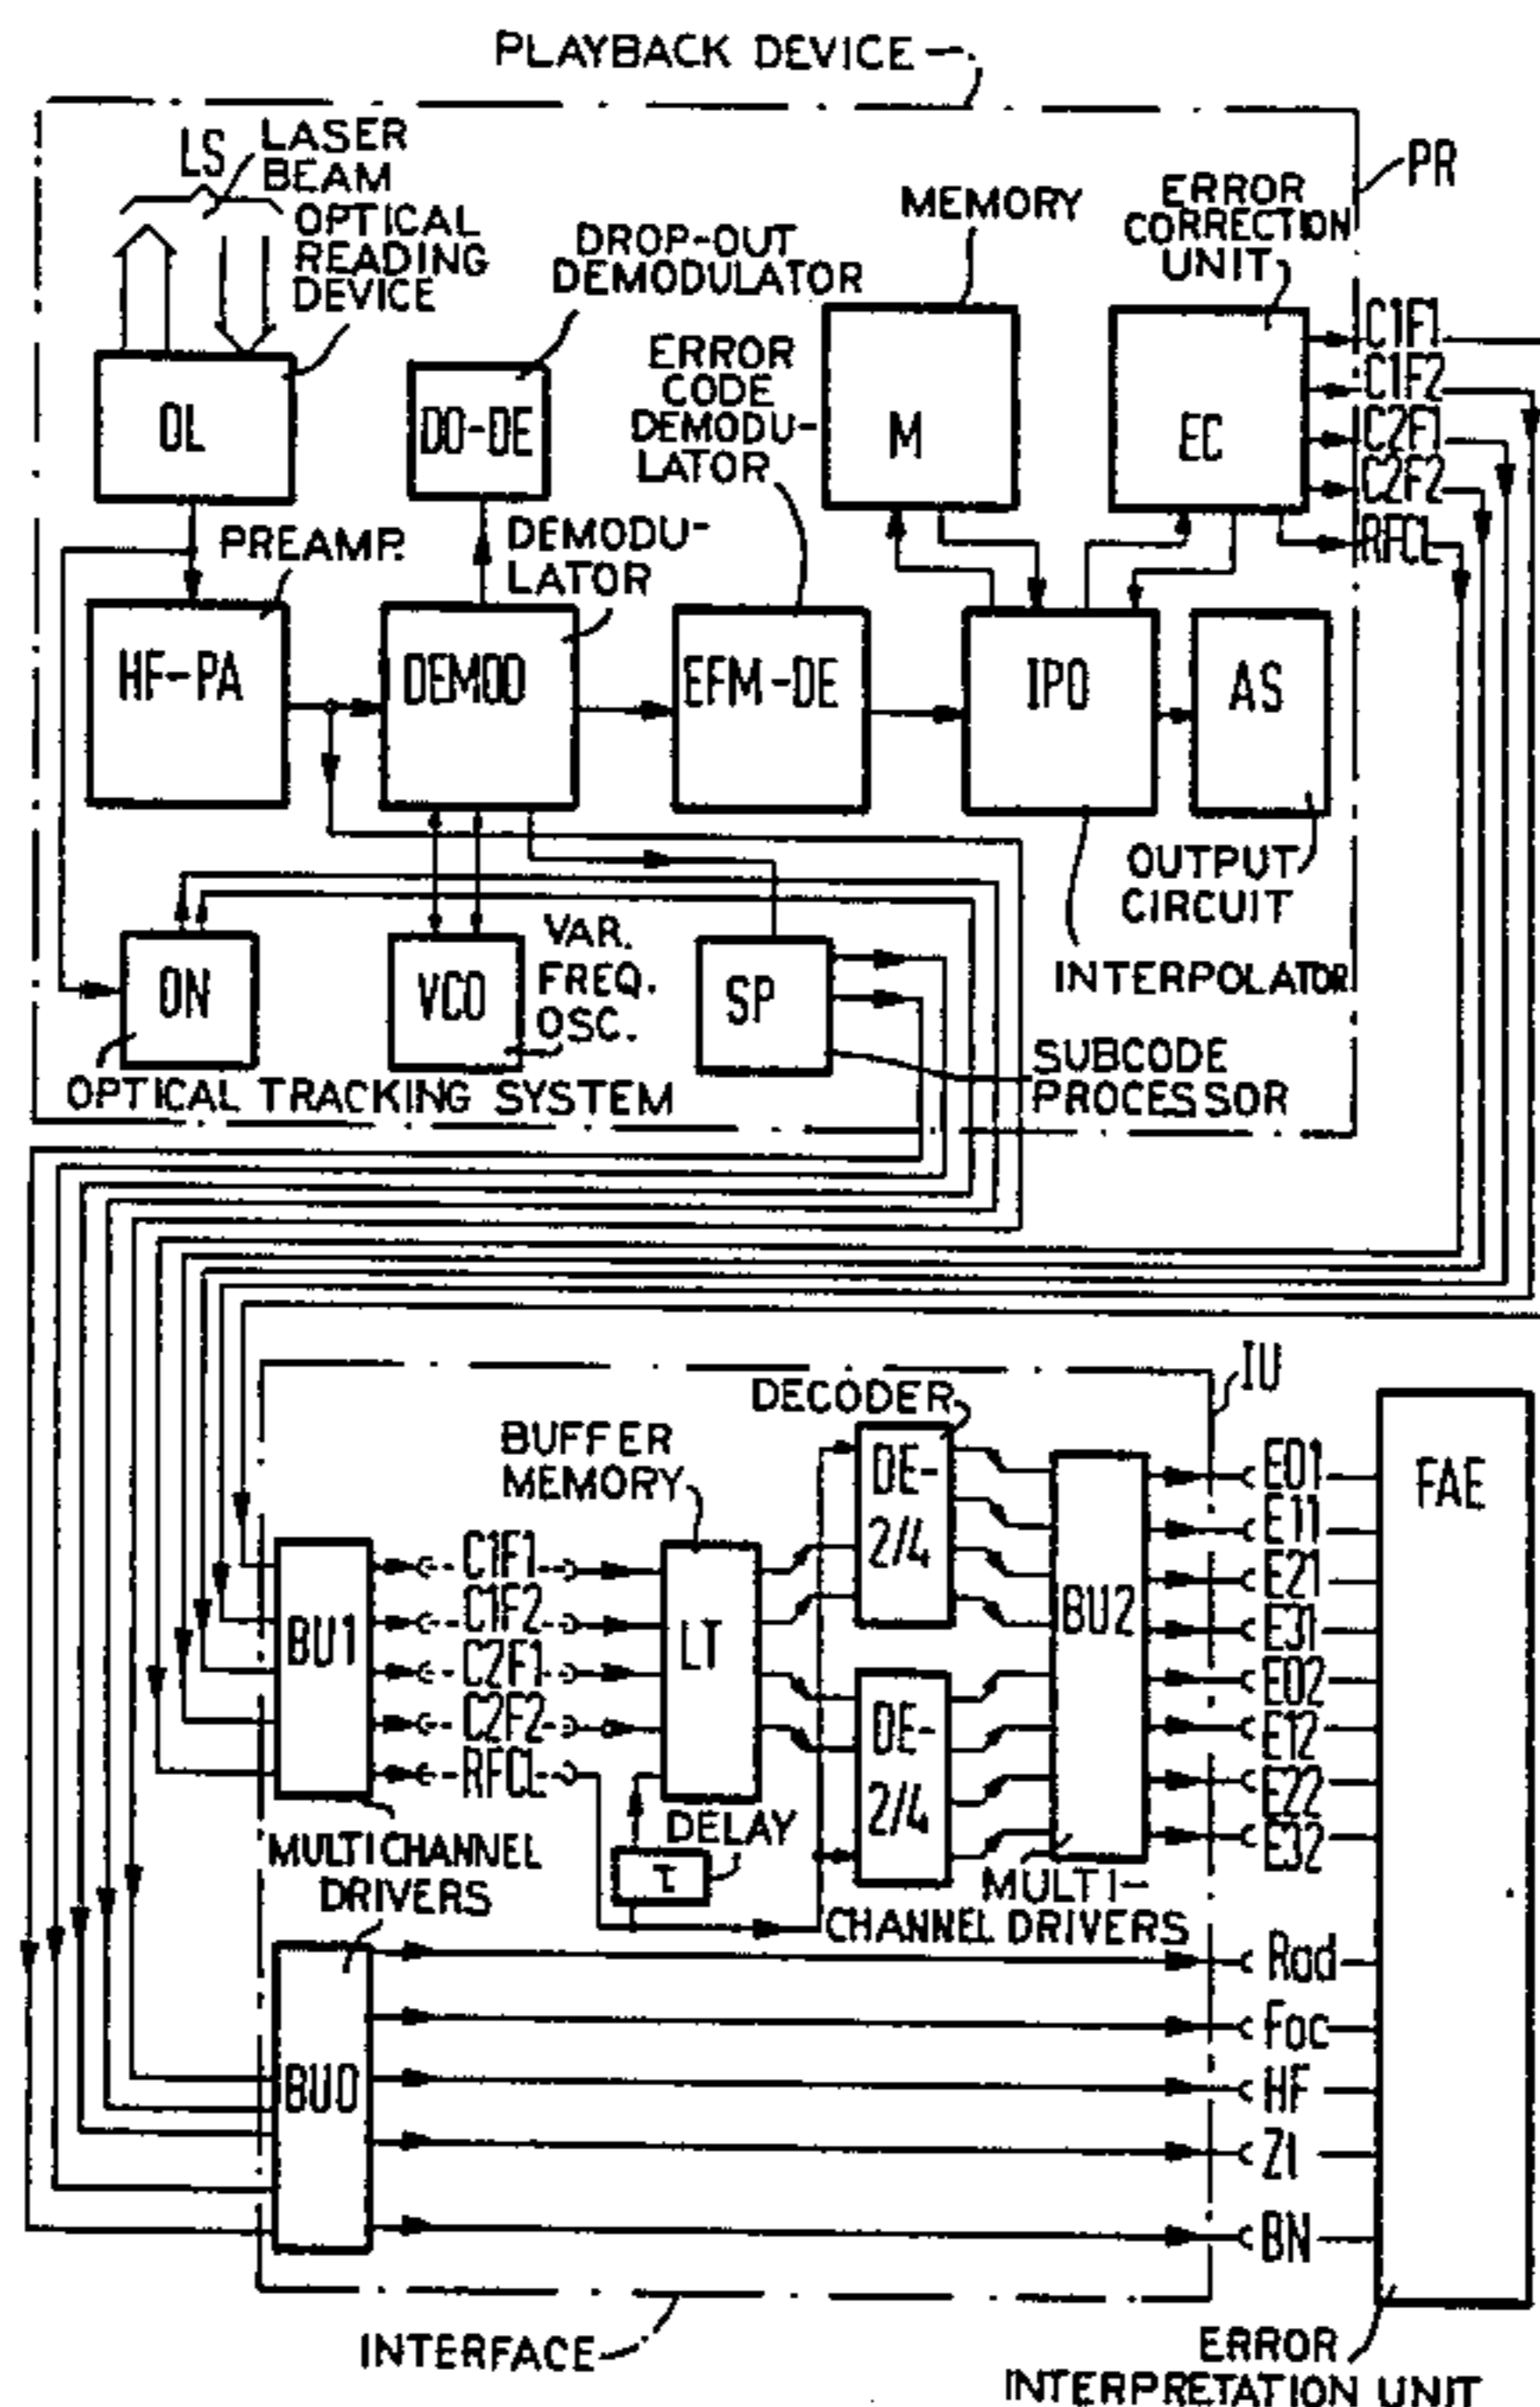 PLAYBACK DEVICE
LS
LASER
BEAM
OPTICAL
READING
DEVICE
DROP-OUT
DEMODULATOR
MEMORY
ERROR
CORRECTION
UNIT
PR
ERROR
CODE
DEMODU-
LATOR
C1F1
C1F2
C2F1
C2F2
RFCL
OL
DO-DE
M
EC
PREAMP.
DEMODU-
LATOR
HF-PA
DEMOD
EFM-DE
IPO
AS
OUTPUT
CIRCUIT
INTERPOLATOR
ON
VCO
VAR.
FREQ.
OSC.
SP
SUBCODE
PROCESSOR
OPTICAL TRACKING SYSTEM
IU
DECODER
BUFFER
MEMORY
DE-
2/4
FAE
E01
E11
E21
E31
E02
E12
E22
E32
BU1
C1F1
C1F2
C2F1
C2F2
RFCL
LT
BU2
DE-
2/4
DELAY
τ
MULTICHANNEL
DRIVERS
MULTI-
CHANNEL DRIVERS
BU0
Rad
Foc
HF
Z1
BN
INTERFACE
ERROR
INTERPRETATION UNIT